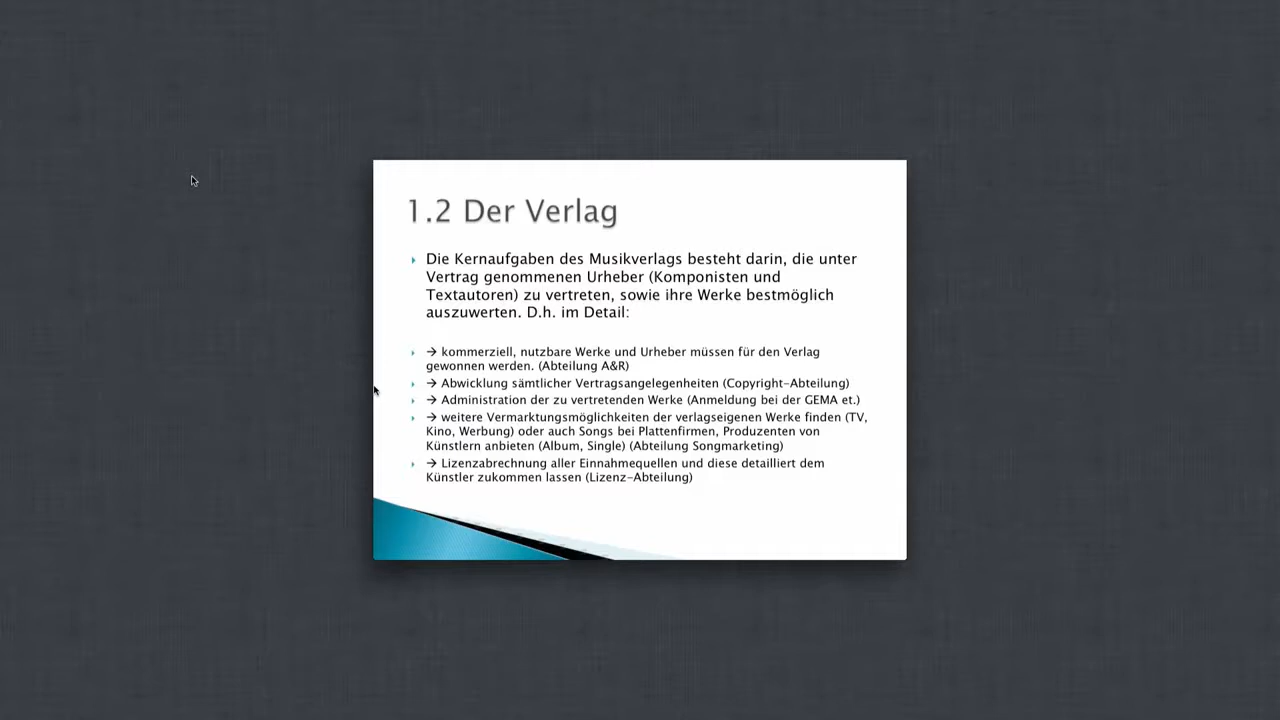 1.2 Der Verlag
Die Kernaufgaben des Musikverlags besteht darin, die unter
Vertrag genommenen Urheber (Komponisten und
Textautoren) zu vertreten, sowie ihre Werke bestmöglich
auszuwerten. D.h. im Detail:
→ kommerziell, nutzbare Werke und Urheber müssen für den Verlag
gewonnen werden. (Abteilung A&R)
→ Abwicklung sämtlicher Vertragsangelegenheiten (Copyright-Abteilung)
→ Administration der zu vertretenden Werke (Anmeldung bei der GEMA et.)
→ weitere Vermarktungsmöglichkeiten der verlagseigenen Werke finden (TV,
Kino, Werbung) oder auch Songs bei Plattenfirmen, Produzenten von
Künstlern anbieten (Album, Single) (Abteilung Songmarketing)
→ Lizenzabrechnung aller Einnahmequellen und diese detailliert dem
Künstler zukommen lassen (Lizenz-Abteilung)